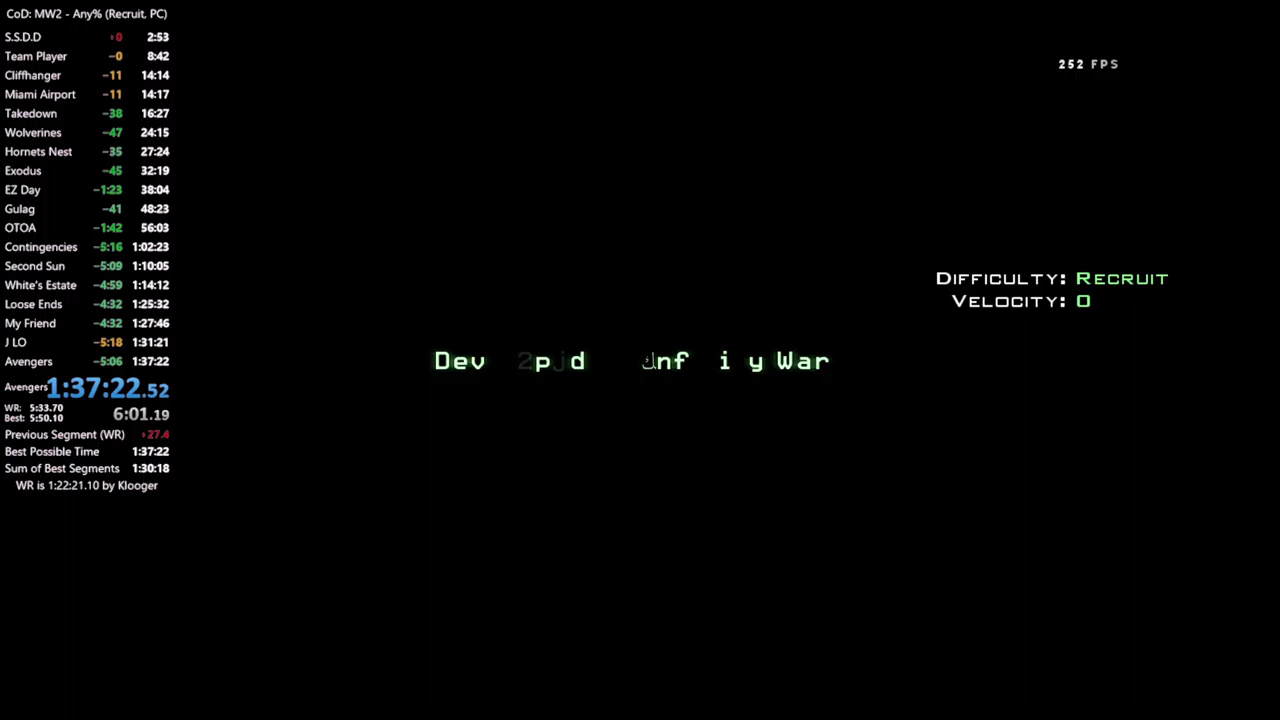 CoD: MW2 - Any% (Recruit, PC)
S.S.D.D +0 2:53
Team Player −0 8:42
Cliffhanger −11 14:14
Miami Airport −11 14:17
Takedown −38 16:27
Wolverines −47 24:15
Hornets Nest −35 27:24
Exodus −45 32:19
EZ Day −1:23 38:04
Gulag −41 48:23
OTOA −1:42 56:03
Contingencies −5:16 1:02:23
Second Sun −5:09 1:10:05
White's Estate −4:59 1:14:12
Loose Ends −4:32 1:25:32
My Friend −4:32 1:27:46
J LO −5:18 1:31:21
Avengers −5:06 1:37:22
Avengers 1:37:22.52
WR: 5:33.70
Best: 5:50.10
6:01.19
Previous Segment (WR) +27.4
Best Possible Time 1:37:22
Sum of Best Segments 1:30:18
WR is 1:22:21.10 by Klooger
252 FPS
Difficulty: Recruit
Velocity: 0
Dev p d nf i y War